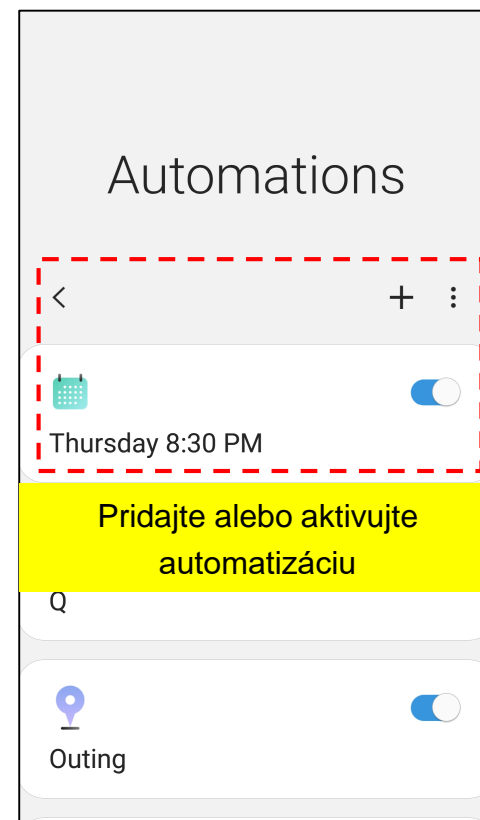 Automations
Thursday 8:30 PM
Pridajte alebo aktivujte
automatizáciu
Q
Outing